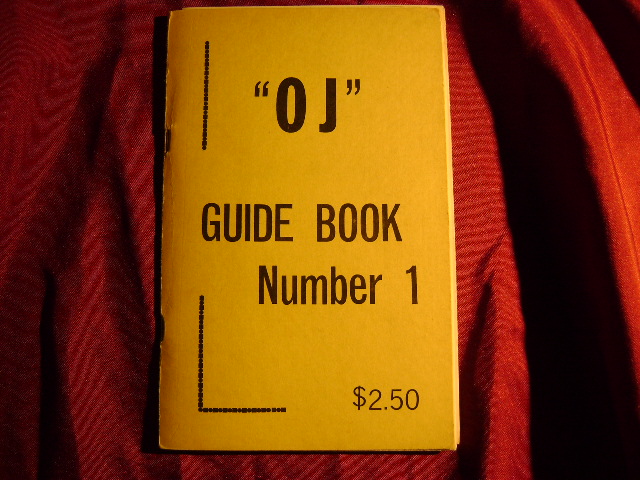 “OJ”
GUIDE BOOK
Number 1
$2.50